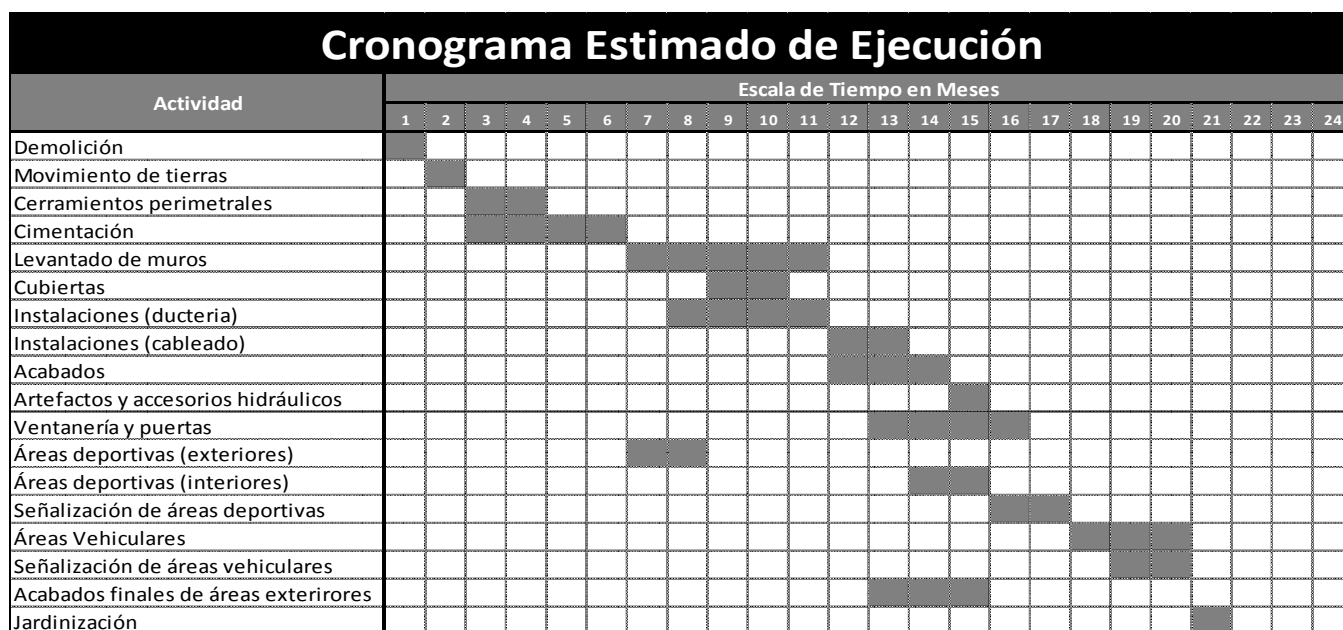 Cronograma Estimado de Ejecución
Actividad
Escala de Tiempo en Meses
1 2 3 4 5 6 7 8 9 10 11 12 13 14 15 16 17 18 19 20 21 22 23 24
Demolición
Movimiento de tierras
Cerramientos perimetrales
Cimentación
Levantado de muros
Cubiertas
Instalaciones (ducteria)
Instalaciones (cableado)
Acabados
Artefactos y accesorios hidráulicos
Ventanería y puertas
Áreas deportivas (exteriores)
Áreas deportivas (interiores)
Señalización de áreas deportivas
Áreas Vehiculares
Señalización de áreas vehiculares
Acabados finales de áreas exterirores
Jardinización